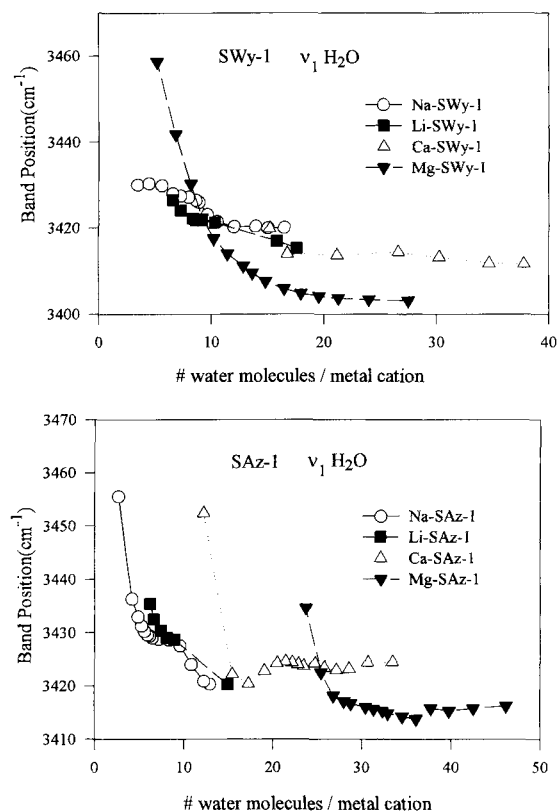 SWy-1 ν1 H2O
3460
3440
3420
3400
Band Position(cm-1)
Na-SWy-1
Li-SWy-1
Ca-SWy-1
Mg-SWy-1
0 10 20 30 40
# water molecules / metal cation
SAz-1 ν1 H2O
3470
3460
3450
3440
3430
3420
3410
Band Position(cm-1)
Na-SAz-1
Li-SAz-1
Ca-SAz-1
Mg-SAz-1
0 10 20 30 40 50
# water molecules / metal cation